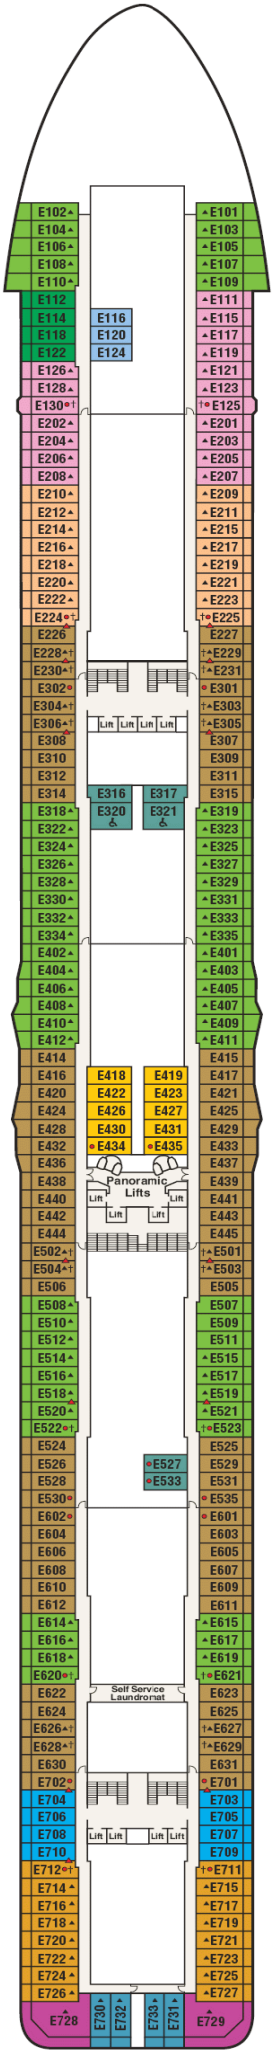 E102 E101
E104 E103
E106 E105
E108 E107
E110 E109
E112 E111
E114 E116 E115
E118 E120 E117
E122 E124 E119
E126 E121
E128 E123
E130 † † E125
E202 E201
E204 E203
E206 E205
E208 E207
E210 E209
E212 E211
E214 E215
E216 E217
E218 E219
E220 E221
E222 E223
E224 † † E225
E226 E227
E228 † † E229
E230 † † E231
E302 E301
E304 † † E303
E306 † Lift Lift Lift Lift † E305
E308 E307
E310 E309
E312 E311
E314 E316 E317 E315
E318 E320 E321 E319
E322 E323
E324 E325
E326 E327
E328 E329
E330 E331
E332 E333
E334 E335
E402 E401
E404 E403
E406 E405
E408 E407
E410 E409
E412 E411
E414 E415
E416 E418 E419 E417
E420 E422 E423 E421
E424 E426 E427 E425
E428 E430 E431 E429
E432 E434 E435 E433
E436 E437
E438 Panoramic E439
Lifts
E440 Lift Lift E441
E442 Lift Lift E443
E444 E445
E502 † † E501
E504 † † E503
E506 E505
E508 E507
E510 E509
E512 E511
E514 E515
E516 E517
E518 E519
E520 E521
E522 † † E523
E524 E525
E526 E527 E529
E528 E533 E531
E530 E535
E602 E601
E604 E603
E606 E605
E608 E607
E610 E609
E612 E611
E614 E615
E616 E617
E618 E619
E620 † † E621
E622 Self Service E623
Laundromat
E624 E625
E626 † † E627
E628 † † E629
E630 E631
E702 E701
E704 E703
E706 E705
E708 Lift Lift Lift Lift E707
E710 E709
E712 † † E711
E714 E715
E716 E717
E718 E719
E720 E721
E722 E723
E724 E725
E726 E727
E728 E730 E732 E733 E731 E729